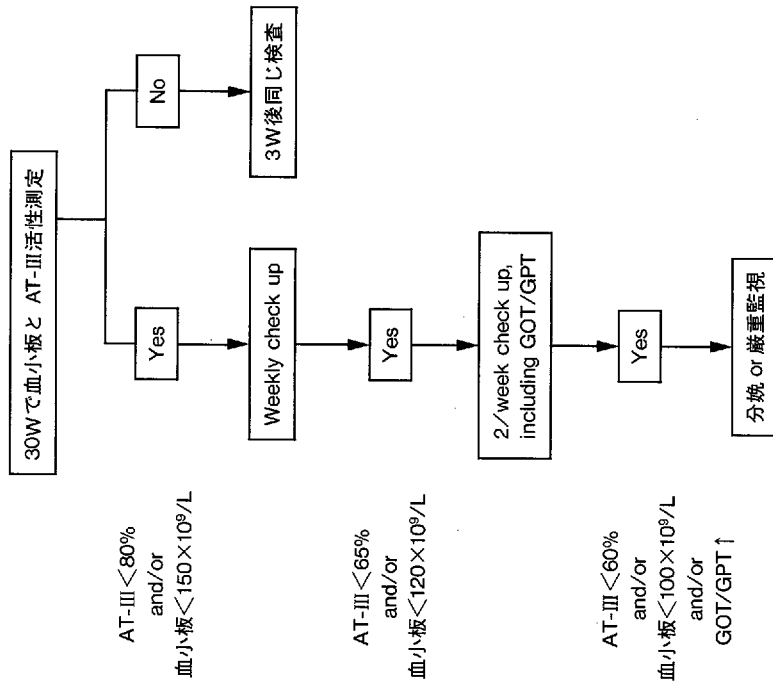 30Wで血小板と AT-III活性測定
AT-III＜80%
and/or
血小板＜150×10⁹/L
Yes
No
Weekly check up
3W後同じ検査
AT-III＜65%
and/or
血小板＜120×10⁹/L
Yes
2/week check up,
including GOT/GPT
AT-III＜60%
and/or
血小板＜100×10⁹/L
and/or
GOT/GPT↑
Yes
分娩 or 厳重監視